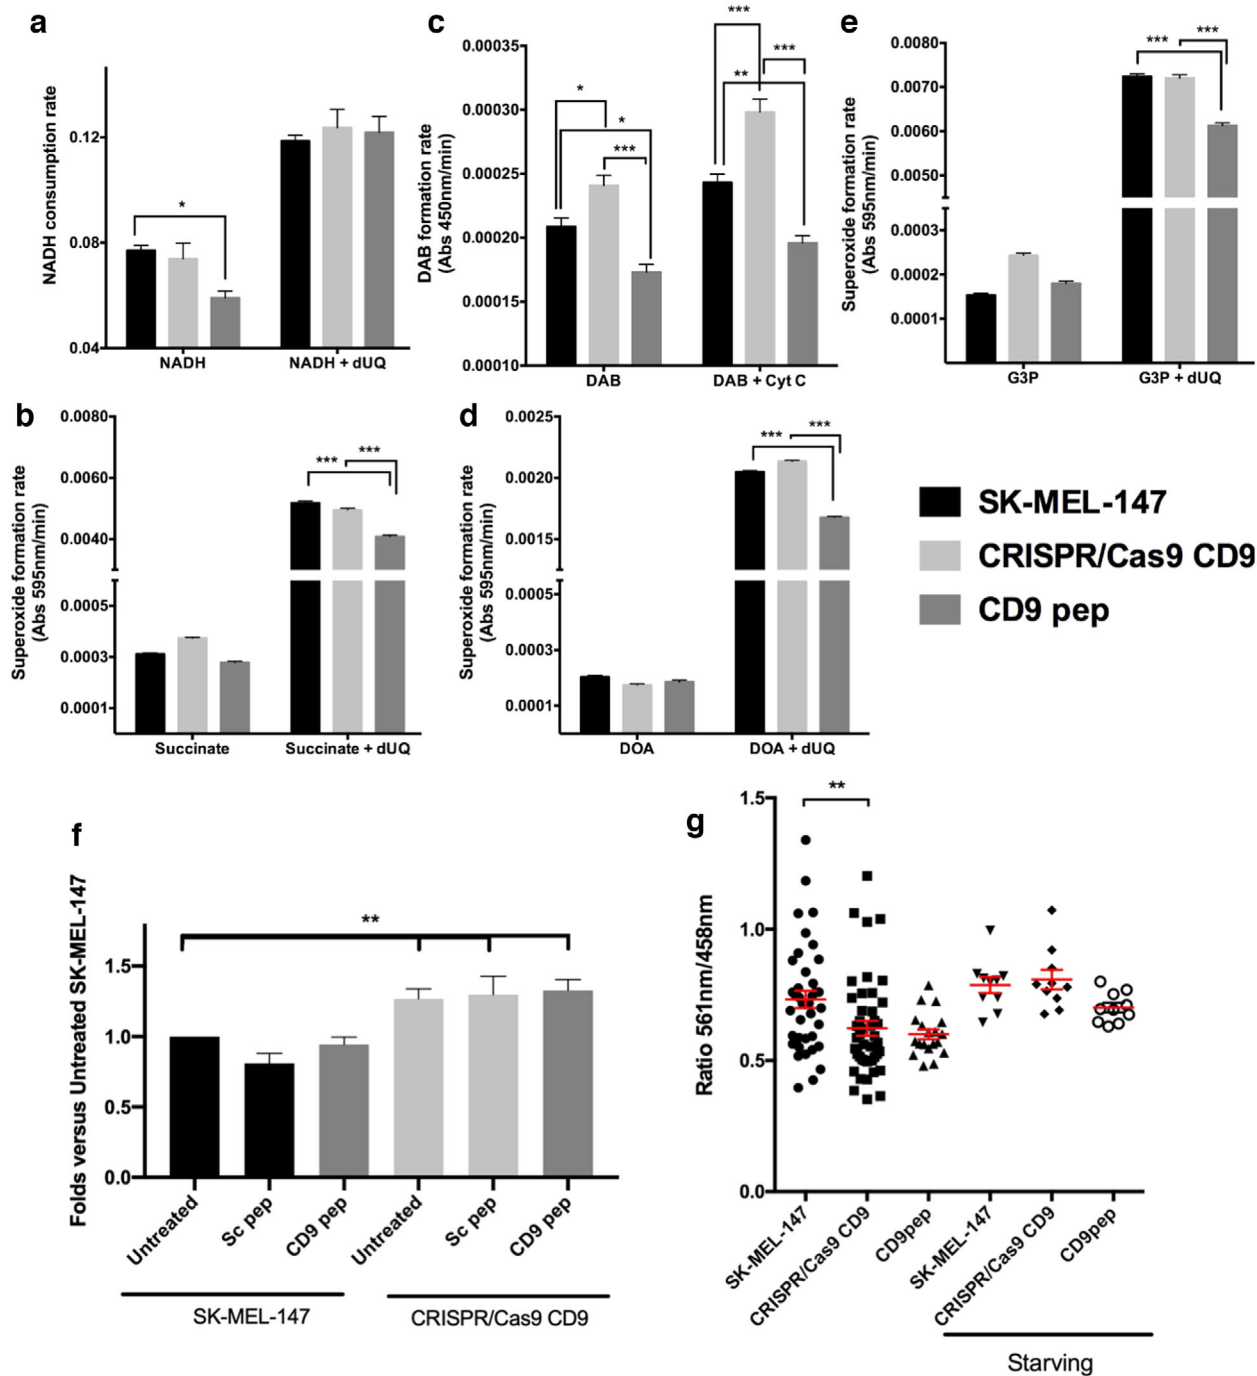 a
NADH consumption rate
0.12
0.08
0.04
*
NADH
NADH + dUQ
c
DAB formation rate
(Abs 450nm/min)
0.00035
0.00030
0.00025
0.00020
0.00015
0.00010
*
*
***
***
***
**
DAB
DAB + Cyt C
e
Superoxide formation rate
(Abs 595nm/min)
0.0080
0.0070
0.0060
0.0050
0.0003
0.0002
0.0001
***
***
G3P
G3P + dUQ
b
Superoxide formation rate
(Abs 595nm/min)
0.0080
0.0060
0.0040
0.0005
0.0003
0.0001
***
***
Succinate
Succinate + dUQ
d
Superoxide formation rate
(Abs 595nm/min)
0.0025
0.0020
0.0015
0.0005
0.0003
0.0001
***
***
DOA
DOA + dUQ
SK-MEL-147
CRISPR/Cas9 CD9
CD9 pep
f
Folds versus Untreated SK-MEL-147
1.5
1.0
0.5
0.0
**
Untreated
Sc pep
CD9 pep
Untreated
Sc pep
CD9 pep
SK-MEL-147
CRISPR/Cas9 CD9
g
Ratio 561nm/458nm
1.5
1.0
0.5
0.0
**
SK-MEL-147
CRISPR/Cas9 CD9
CD9pep
SK-MEL-147
CRISPR/Cas9 CD9
CD9pep
Starving